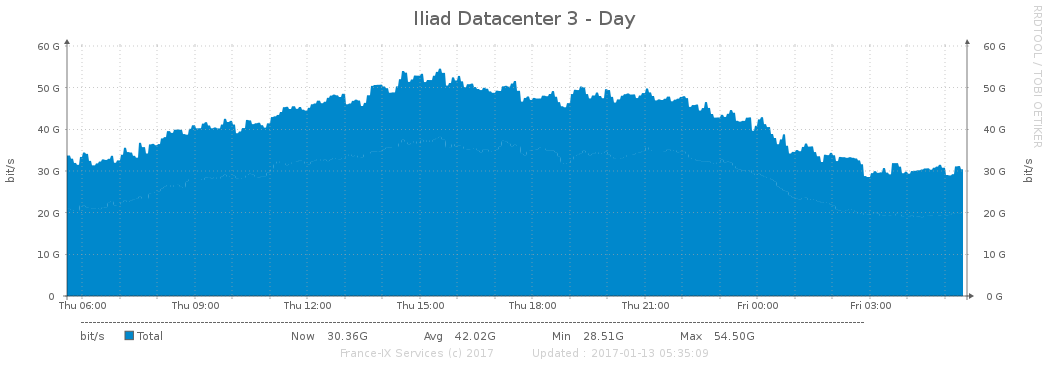 Iliad Datacenter 3 - Day
RRDTOOL / TOBI OETIKER
bit/s
60 G
50 G
40 G
30 G
20 G
10 G
0
60 G
50 G
40 G
30 G
20 G
10 G
0 G
bit/s
Thu 06:00 Thu 09:00 Thu 12:00 Thu 15:00 Thu 18:00 Thu 21:00 Fri 00:00 Fri 03:00
bit/s Total Now 30.36G Avg 42.02G Min 28.51G Max 54.50G
France-IX Services (c) 2017 Updated : 2017-01-13 05:35:09